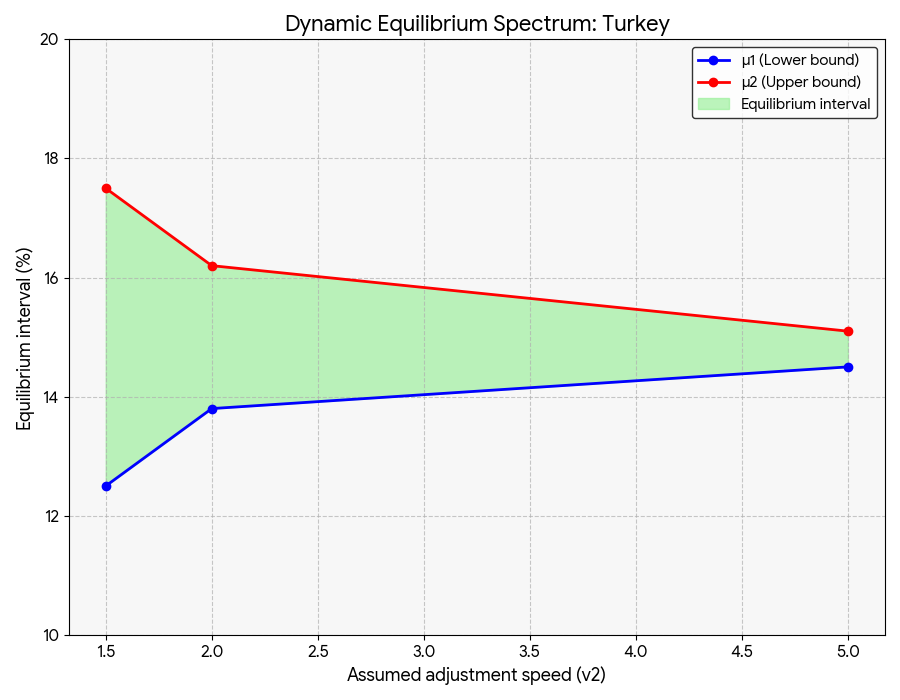 Dynamic Equilibrium Spectrum: Turkey
μ1 (Lower bound)
μ2 (Upper bound)
Equilibrium interval
Equilibrium interval (%)
20
18
16
14
12
10
1.5 2.0 2.5 3.0 3.5 4.0 4.5 5.0
Assumed adjustment speed (v2)